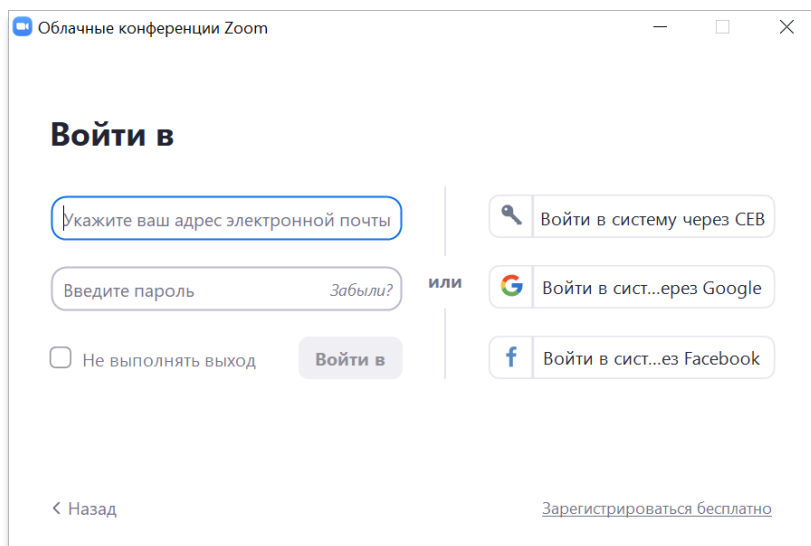 Облачные конференции Zoom
Войти в
Укажите ваш адрес электронной почты
Введите пароль Забыли?
Не выполнять выход
Войти в
или
Войти в систему через СЕВ
Войти в сист...ерез Google
Войти в сист...ез Facebook
Назад
Зарегистрироваться бесплатно